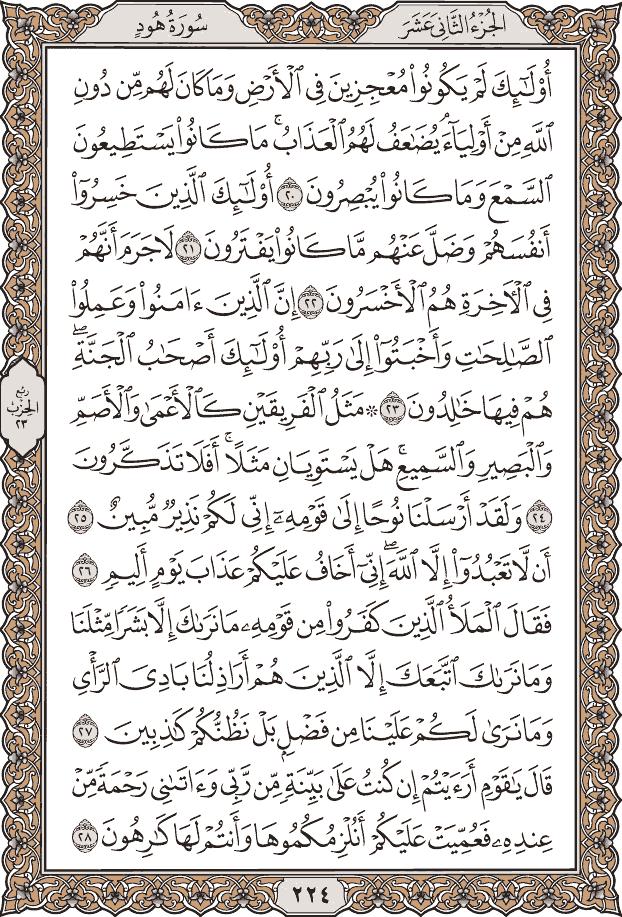 الجُزْءُ الثَّانِي عَشَرَ
سُورَةُ هُودٍ
أُوْلَٰٓئِكَ لَمْ يَكُونُواْ مُعْجِزِينَ فِي ٱلْأَرْضِ وَمَا كَانَ لَهُم مِّن دُونِ
ٱللَّهِ مِنْ أَوْلِيَآءَۘ يُضَٰعَفُ لَهُمُ ٱلْعَذَابُۚ مَا كَانُواْ يَسْتَطِيعُونَ
ٱلسَّمْعَ وَمَا كَانُواْ يُبْصِرُونَ ٢٠ أُوْلَٰٓئِكَ ٱلَّذِينَ خَسِرُوٓاْ
أَنفُسَهُمْ وَضَلَّ عَنْهُم مَّا كَانُواْ يَفْتَرُونَ ٢١ لَا جَرَمَ أَنَّهُمْ
فِي ٱلْأٓخِرَةِ هُمُ ٱلْأَخْسَرُونَ ٢٢ إِنَّ ٱلَّذِينَ ءَامَنُواْ وَعَمِلُواْ
ٱلصَّٰلِحَٰتِ وَأَخْبَتُوٓاْ إِلَىٰ رَبِّهِمْ أُوْلَٰٓئِكَ أَصْحَٰبُ ٱلْجَنَّةِۖ
هُمْ فِيهَا خَٰلِدُونَ ٢٣ ۞ مَثَلُ ٱلْفَرِيقَيْنِ كَٱلْأَعْمَىٰ وَٱلْأَصَمِّ
وَٱلْبَصِيرِ وَٱلسَّمِيعِۚ هَلْ يَسْتَوِيَانِ مَثَلًاۚ أَفَلَا تَذَكَّرُونَ
٢٤ وَلَقَدْ أَرْسَلْنَا نُوحًا إِلَىٰ قَوْمِهِۦٓ إِنِّي لَكُمْ نَذِيرٌ مُّبِينٌ ٢٥
أَن لَّا تَعْبُدُوٓاْ إِلَّا ٱللَّهَۖ إِنِّيٓ أَخَافُ عَلَيْكُمْ عَذَابَ يَوْمٍ أَلِيمٍ ٢٦
فَقَالَ ٱلْمَلَأُ ٱلَّذِينَ كَفَرُواْ مِن قَوْمِهِۦ مَا نَرَىٰكَ إِلَّا بَشَرًا مِّثْلَنَا
وَمَا نَرَىٰكَ ٱتَّبَعَكَ إِلَّا ٱلَّذِينَ هُمْ أَرَاذِلُنَا بَادِيَ ٱلرَّأْيِ
وَمَا نَرَىٰ لَكُمْ عَلَيْنَا مِن فَضْلِۭ بَلْ نَظُنُّكُمْ كَٰذِبِينَ ٢٧
قَالَ يَٰقَوْمِ أَرَءَيْتُمْ إِن كُنتُ عَلَىٰ بَيِّنَةٍ مِّن رَّبِّي وَءَاتَىٰنِي رَحْمَةً مِّنْ
عِندِهِۦ فَعُمِّيَتْ عَلَيْكُمْ أَنُلْزِمُكُمُوهَا وَأَنتُمْ لَهَا كَٰرِهُونَ ٢٨
ربع
الحزب
٢٣
٢٢٤